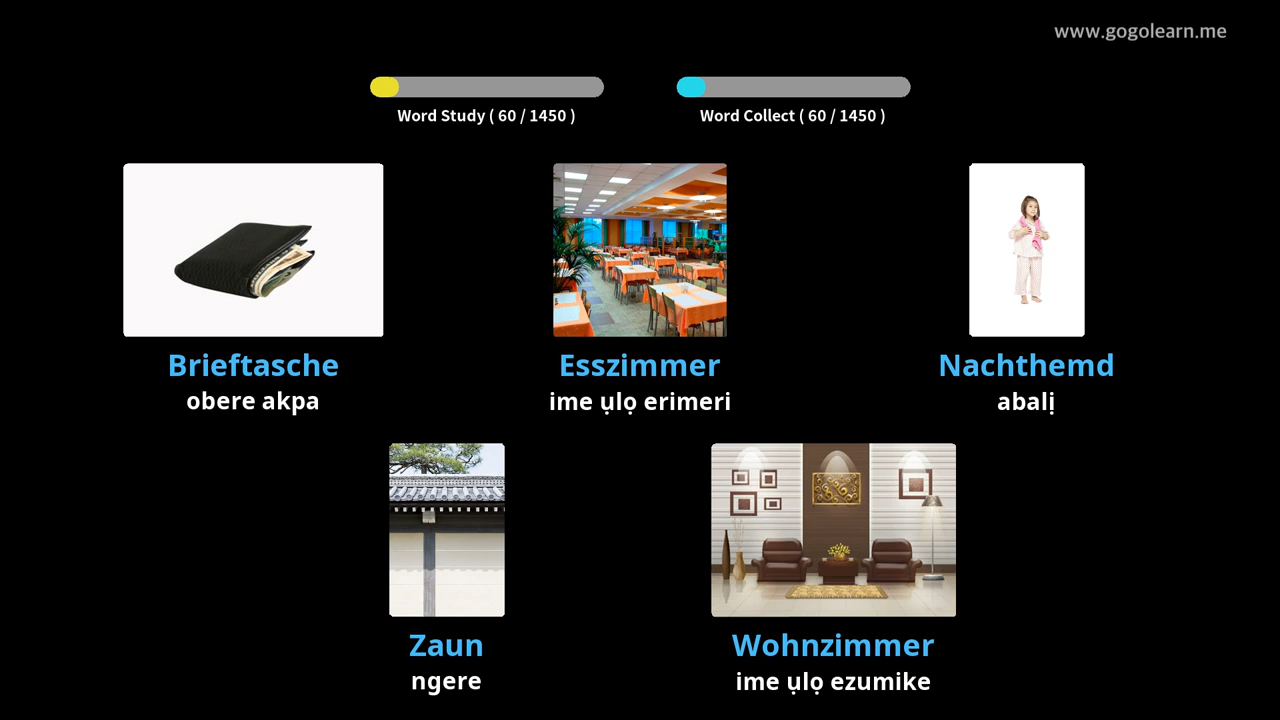 www.gogolearn.me
Word Study ( 60 / 1450 )
Word Collect ( 60 / 1450 )
Brieftasche
obere akpa
Esszimmer
ime ụlọ erimeri
Nachthemd
abalị
Zaun
ngere
Wohnzimmer
ime ụlọ ezumike